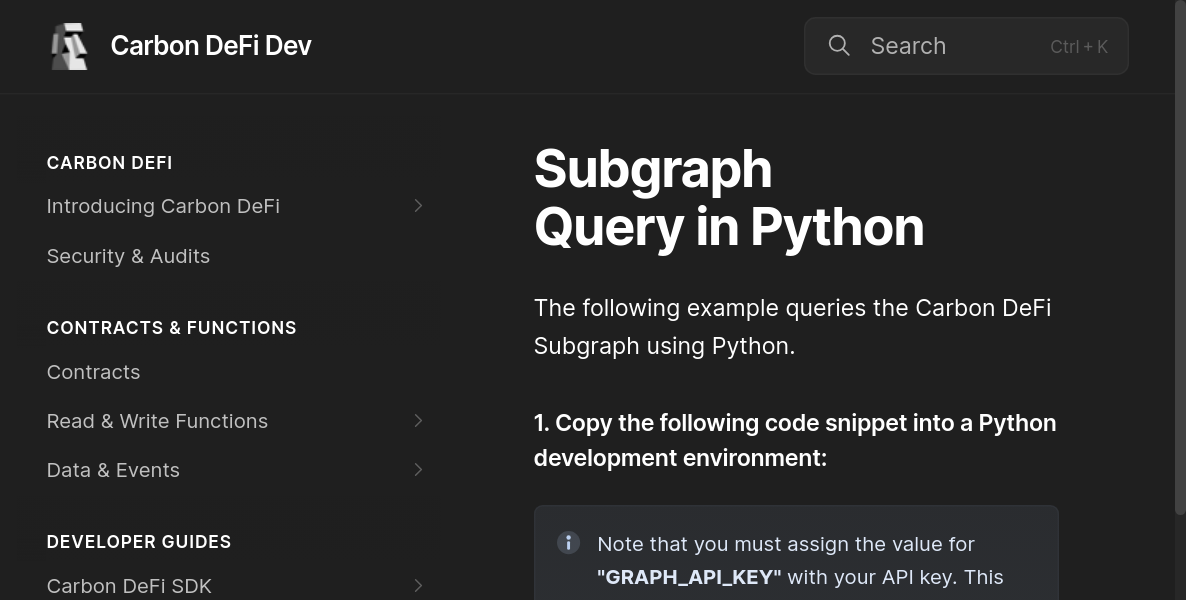 Carbon DeFi Dev
Search
Ctrl + K
CARBON DEFI
Introducing Carbon DeFi
Security & Audits
CONTRACTS & FUNCTIONS
Contracts
Read & Write Functions
Data & Events
DEVELOPER GUIDES
Carbon DeFi SDK
Subgraph
Query in Python
The following example queries the Carbon DeFi
Subgraph using Python.
1. Copy the following code snippet into a Python
development environment:
Note that you must assign the value for
"GRAPH_API_KEY" with your API key. This